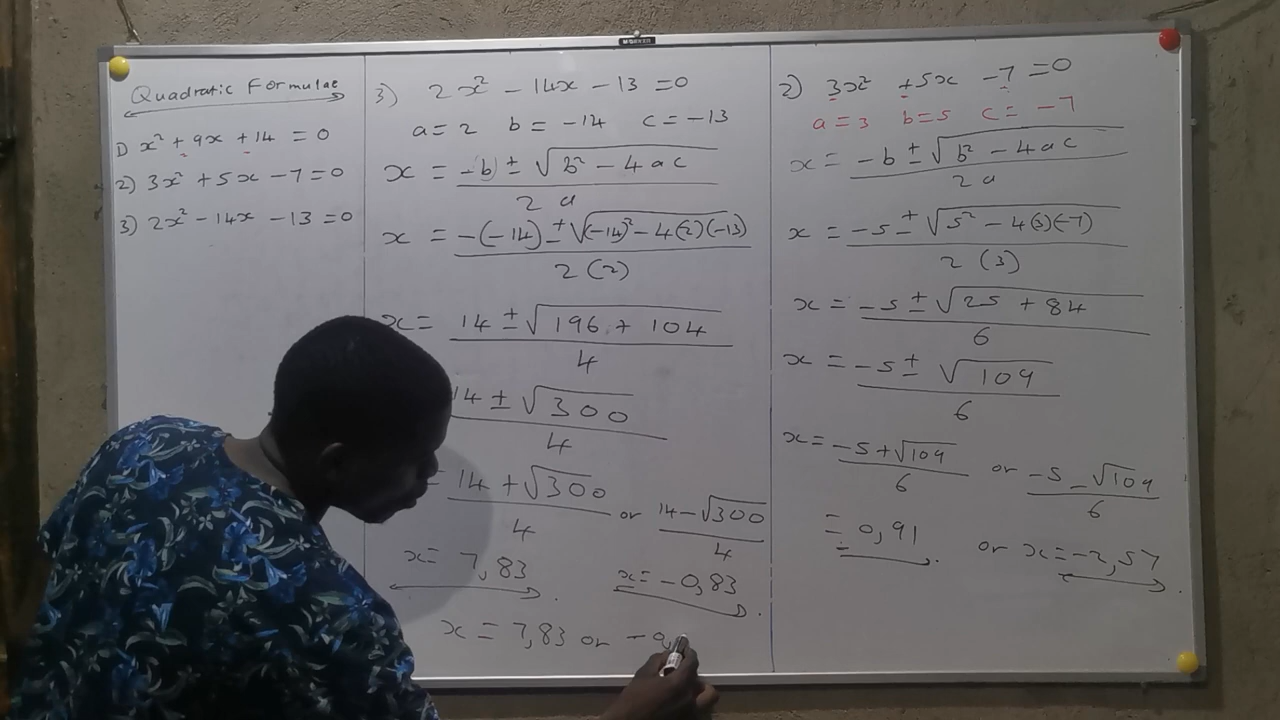 Quadratic Formulae
1) x² + 9x + 14 = 0
2) 3x² + 5x - 7 = 0
3) 2x² - 14x - 13 = 0
3) 2x² - 14x - 13 = 0
a = 2 b = -14 c = -13
x = -b ± √b² - 4ac
2a
x = -(-14) ± √(-14)² - 4(2)(-13)
2(2)
x = 14 ± √196 + 104
4
14 ± √300
4
= 14 + √300 or 14 - √300
4 4
x = 7,83 x = -0,83
x = 7,83 or - 0,
2) 3x² + 5x - 7 = 0
a = 3 b = 5 c = -7
x = -b ± √b² - 4ac
2a
x = -5 ± √5² - 4(3)(-7)
2(3)
x = -5 ± √25 + 84
6
x = -5 ± √109
6
x = -5 + √109 or -5 - √109
6 6
= 0,91 or x = -2,57